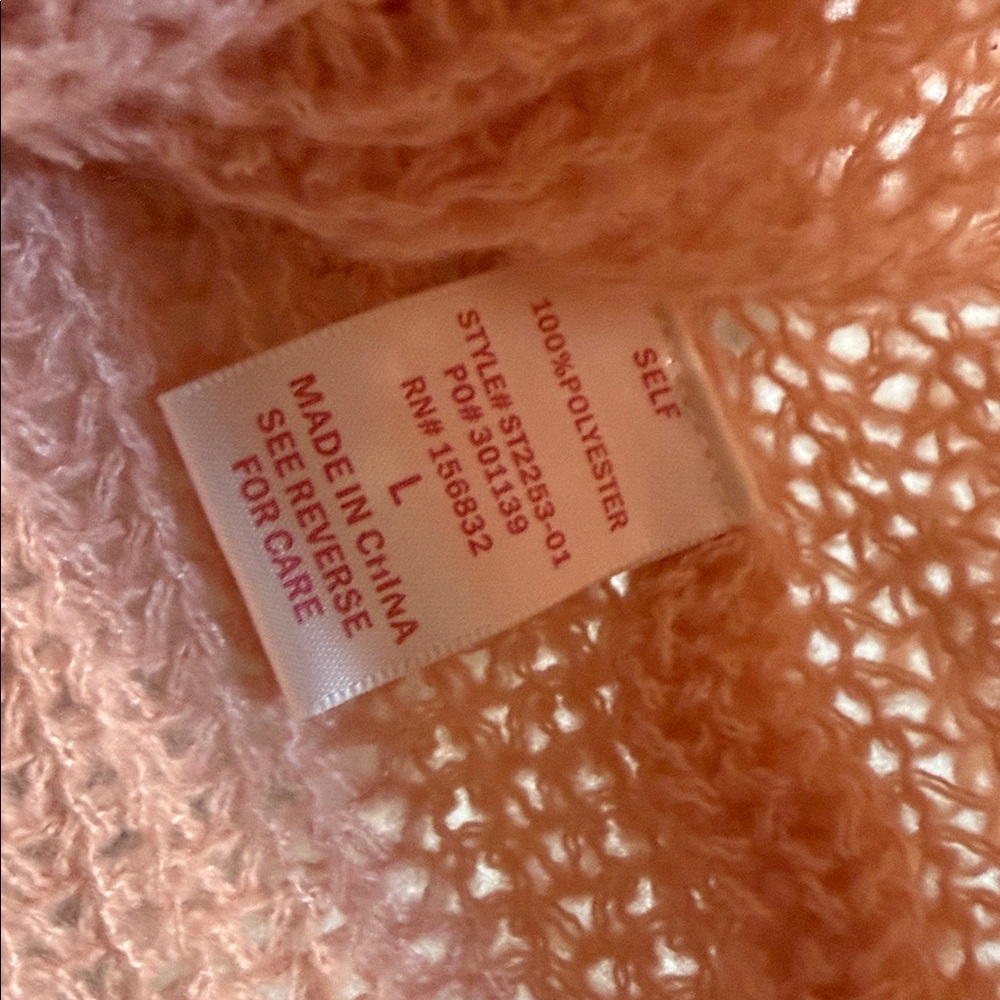 SELF
100%POLYESTER
STYLE# ST2253-01
PO# 301139
RN# 156832
L
MADE IN CHINA
SEE REVERSE
FOR CARE